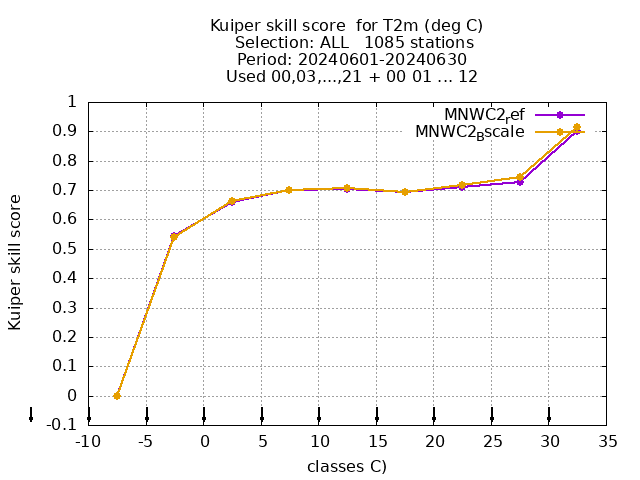 Kuiper skill score  for T2m (deg C)
Selection: ALL   1085 stations
Period: 20240601-20240630
Used 00,03,...,21 + 00 01 ... 12
MNWC2ref
MNWC2Bscale
Kuiper skill score
1
0.9
0.8
0.7
0.6
0.5
0.4
0.3
0.2
0.1
0
-0.1
-10 -5 0 5 10 15 20 25 30 35
classes C)